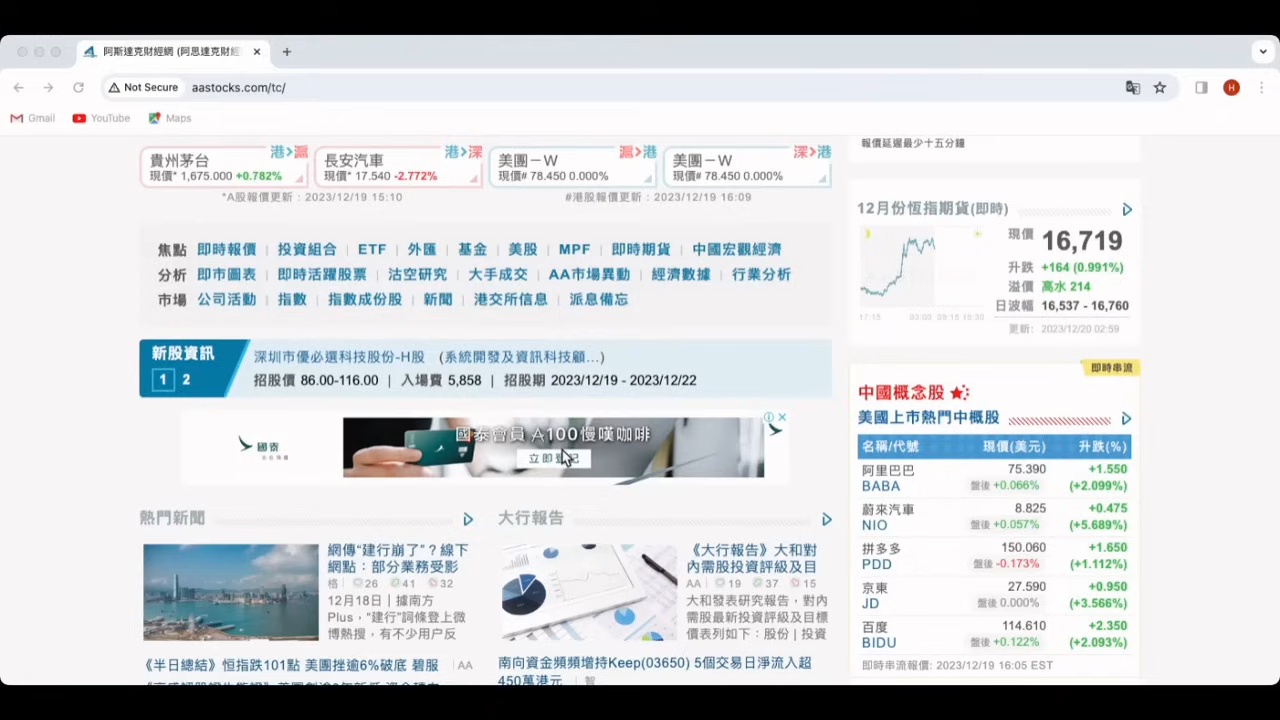 阿斯達克財經網 (阿思達克財經
Not Secure
aastocks.com/tc/
H
Gmail
YouTube
Maps
報價延遲最少十五分鐘
貴州茅台
港>滬
現價* 1,675.000 +0.782%
長安汽車
港>深
現價* 17.540 -2.772%
美團－W
滬>港
現價# 78.450 0.000%
美團－W
深>港
現價# 78.450 0.000%
*A股報價更新：2023/12/19 15:10
#港股報價更新：2023/12/19 16:09
焦點 即時報價 | 投資組合 | ETF | 外匯 | 基金 | 美股 | MPF | 即時期貨 | 中國宏觀經濟
分析 即市圖表 | 即時活躍股票 | 沽空研究 | 大手成交 | AA市場異動 | 經濟數據 | 行業分析
市場 公司活動 | 指數 | 指數成份股 | 新聞 | 港交所信息 | 派息備忘
新股資訊
1 2
深圳市優必選科技股份-H股 (系統開發及資訊科技顧...)
招股價 86.00-116.00 | 入場費 5,858 | 招股期 2023/12/19 - 2023/12/22
國泰
國泰會員 A100慢嘆咖啡
立即登記
熱門新聞
網傳“建行崩了”？線下
網點：部分業務受影
格 26 41 32
12月18日｜據南方
Plus，“建行”詞條登上微
博熱搜，有不少用戶反
《半日總結》恒指跌101點 美團挫逾6%破底 碧服 | AA
大行報告
《大行報告》大和對
內需股投資評級及目
AA 19 37 15
大和發表研究報告，對內
需股最新投資評級及目標
價表列如下：股份 | 投資
南向資金頻頻增持Keep(03650) 5個交易日淨流入超
450萬港元 | 智
12月份恆指期貨(即時)
17:15 03:00 09:15 16:30
現價 16,719
升跌 +164 (0.991%)
溢價 高水 214
日波幅 16,537 - 16,760
更新: 2023/12/20 02:59
即時串流
中國概念股
美國上市熱門中概股
名稱/代號 現價(美元) 升跌(%)
阿里巴巴 75.390 +1.550
BABA 盤後 +0.066% (+2.099%)
蔚來汽車 8.825 +0.475
NIO 盤後 +0.057% (+5.689%)
拼多多 150.060 +1.650
PDD 盤後 -0.173% (+1.112%)
京東 27.590 +0.950
JD 盤後 0.000% (+3.566%)
百度 114.610 +2.350
BIDU 盤後 +0.122% (+2.093%)
即時串流報價: 2023/12/19 16:05 EST